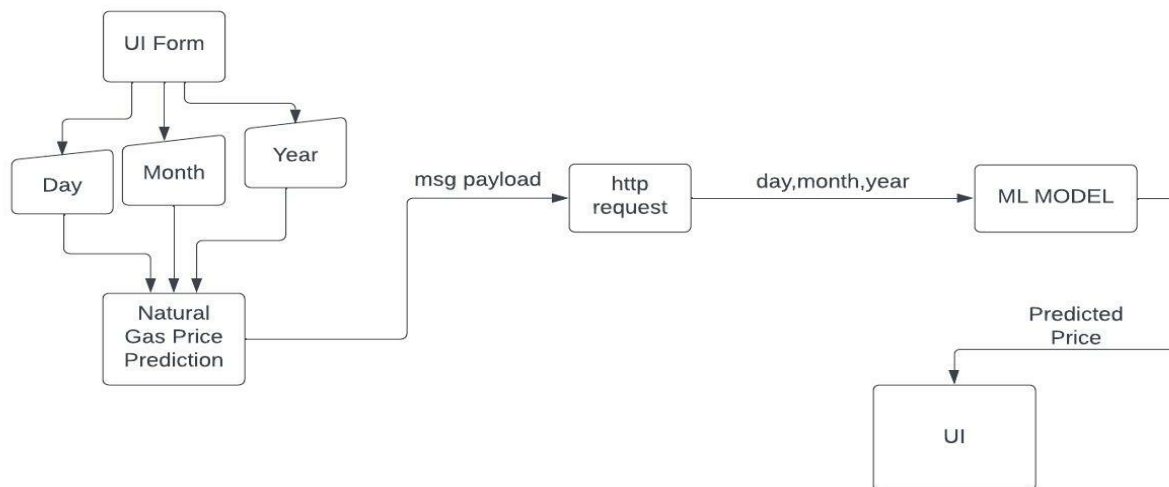 UI Form
Day
Month
Year
Natural
Gas Price
Prediction
msg payload
http
request
day,month,year
ML MODEL
Predicted
Price
UI